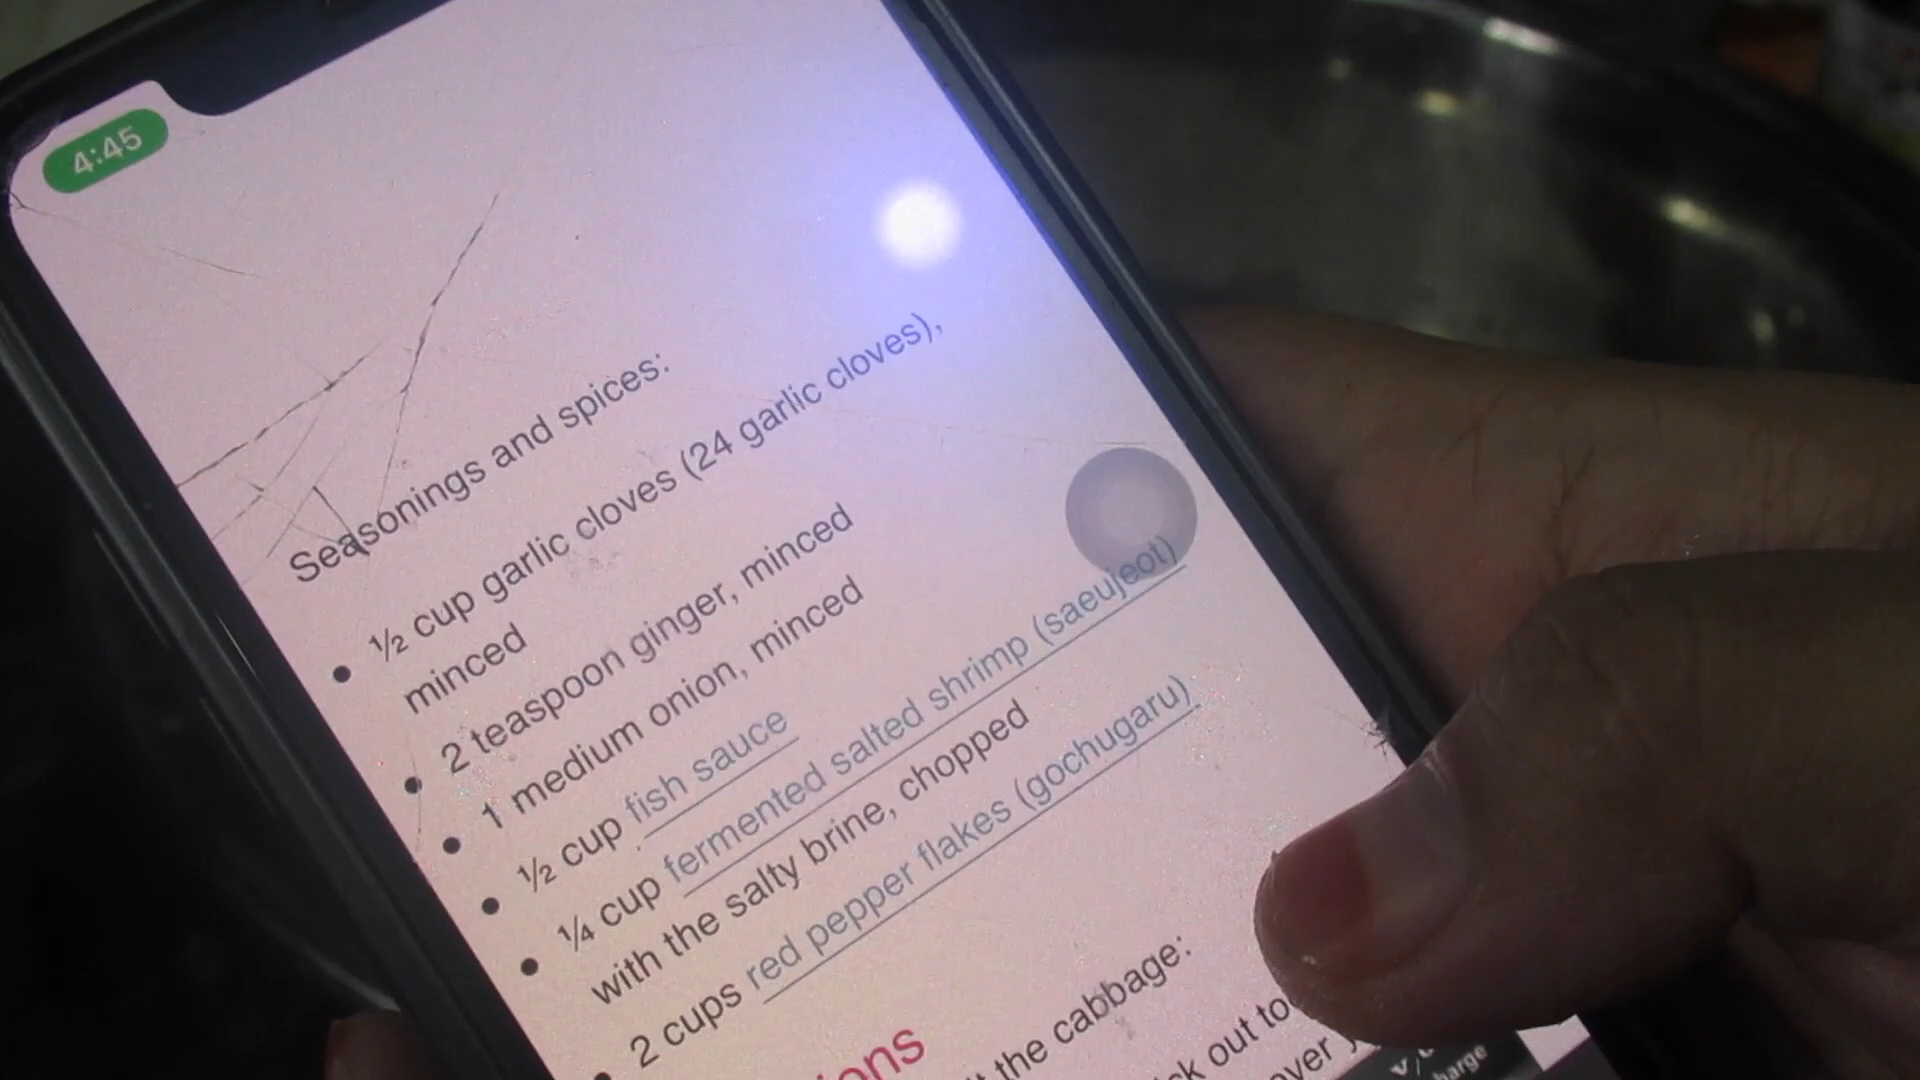 4:45
Seasonings and spices:
• ½ cup garlic cloves (24 garlic cloves),
minced
• 2 teaspoon ginger, minced
• 1 medium onion, minced
• ½ cup fish sauce
• ¼ cup fermented salted shrimp (saeujeot)
with the salty brine, chopped
• 2 cups red pepper flakes (gochugaru)
the cabbage:
out